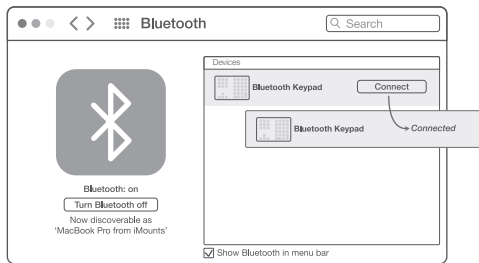 Bluetooth
Search
Devices
Bluetooth Keypad
Connect
Bluetooth Keypad
Connected
Bluetooth: on
Turn Bluetooth off
Now discoverable as
‘MacBook Pro from iMounts’
Show Bluetooth in menu bar